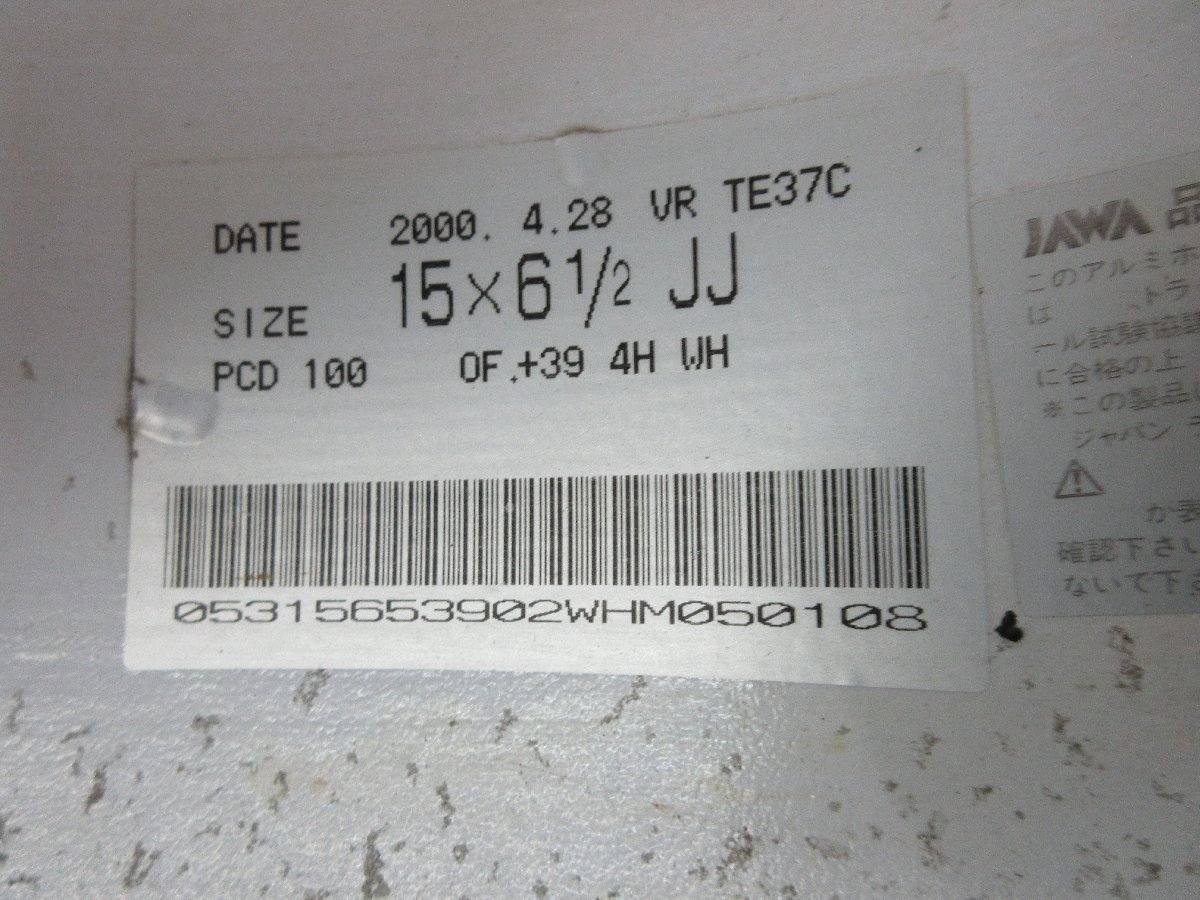 DATE 2000. 4.28 VR TE37C
SIZE 15×6 1/2 JJ
PCD 100 OF.+39 4H WH
05315653902WHM050108
JAWA 品
このアルミホ
は、トラ
ール試験協
に合格の上
※この製品
ジャパン
が表
確認下さい
ないで下さ